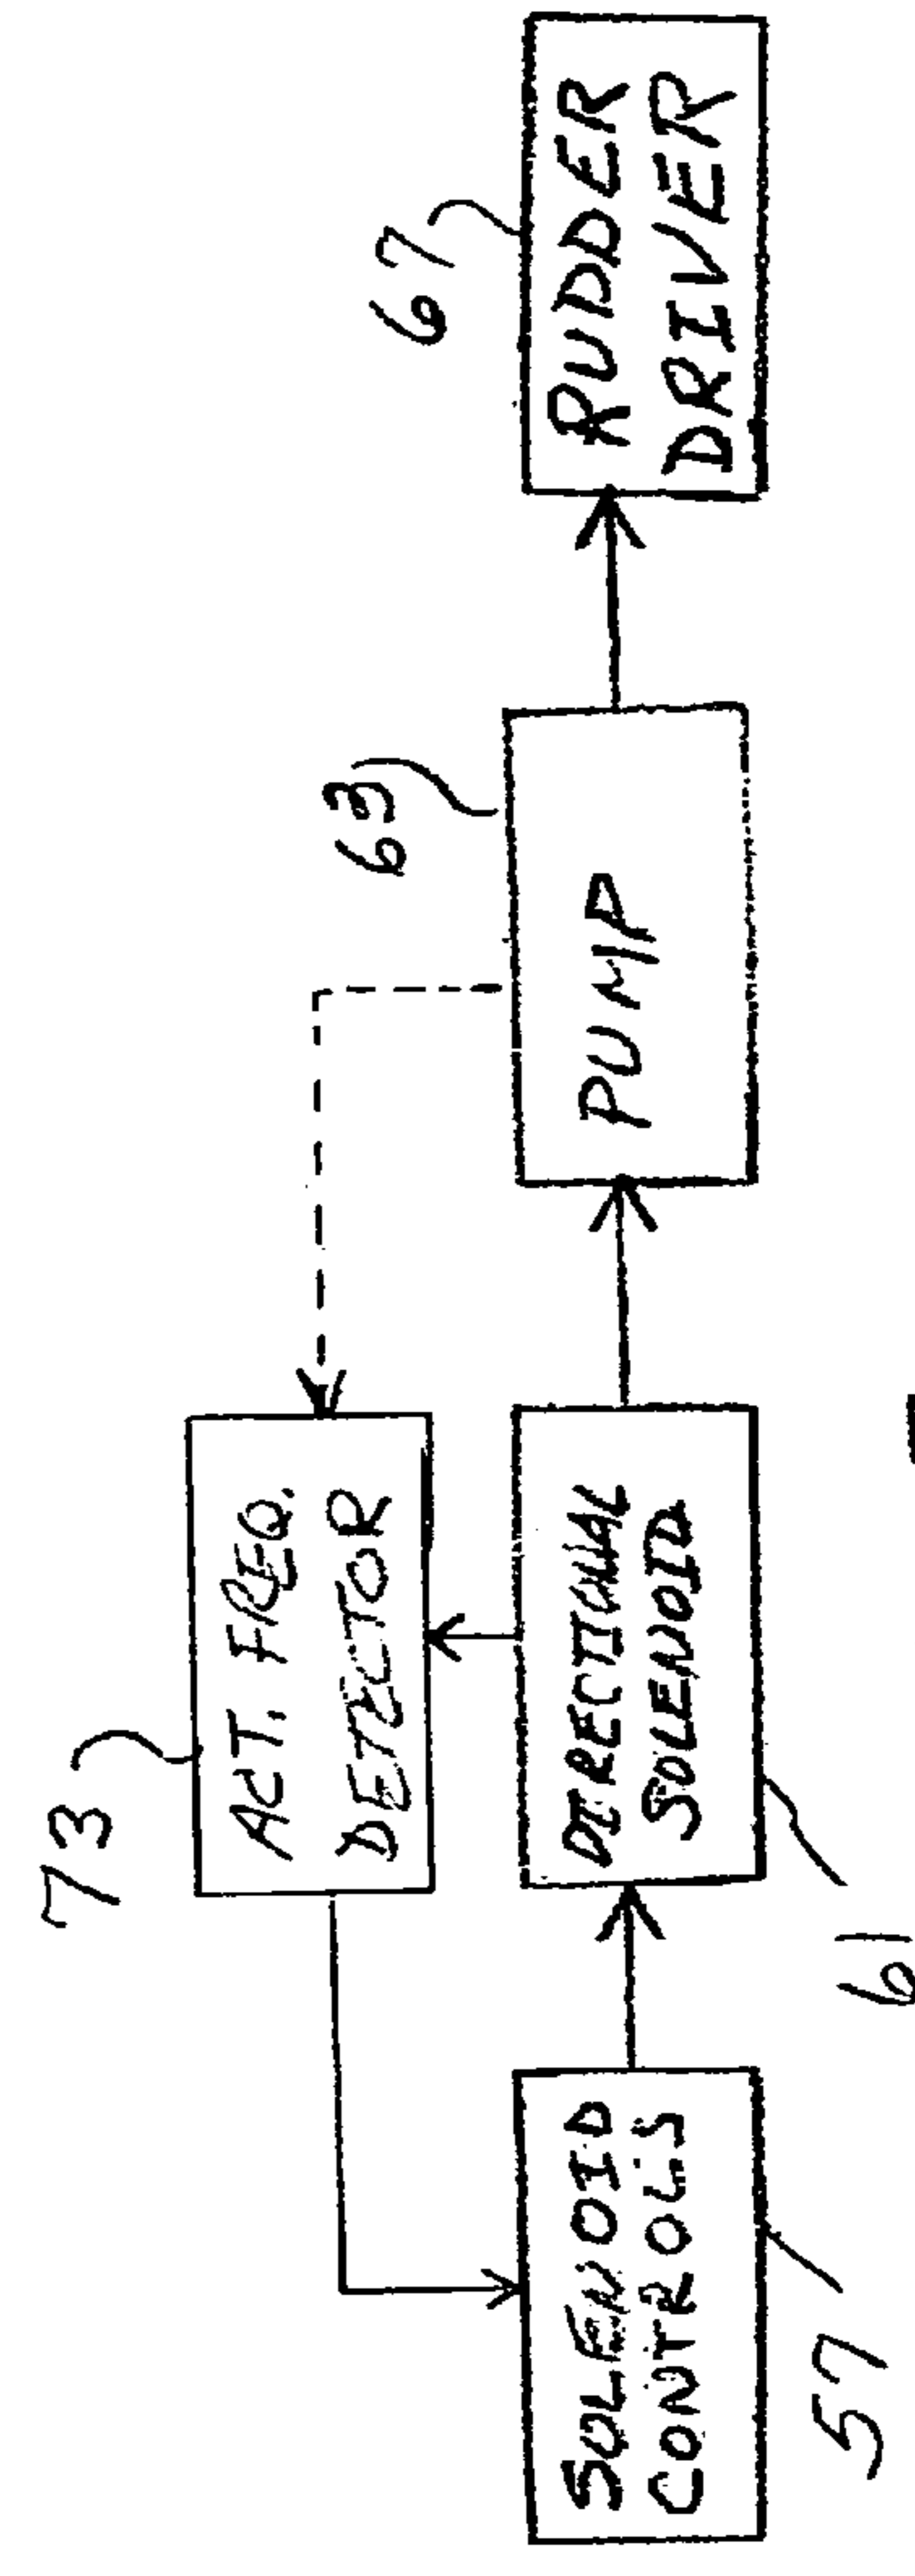 73
ACT. FREQ.
DETECTOR
63
67
SOLENOID
CONTROLS
DIRECTIONAL
SOLENOID
PUMP
RUDDER
DRIVER
57
61